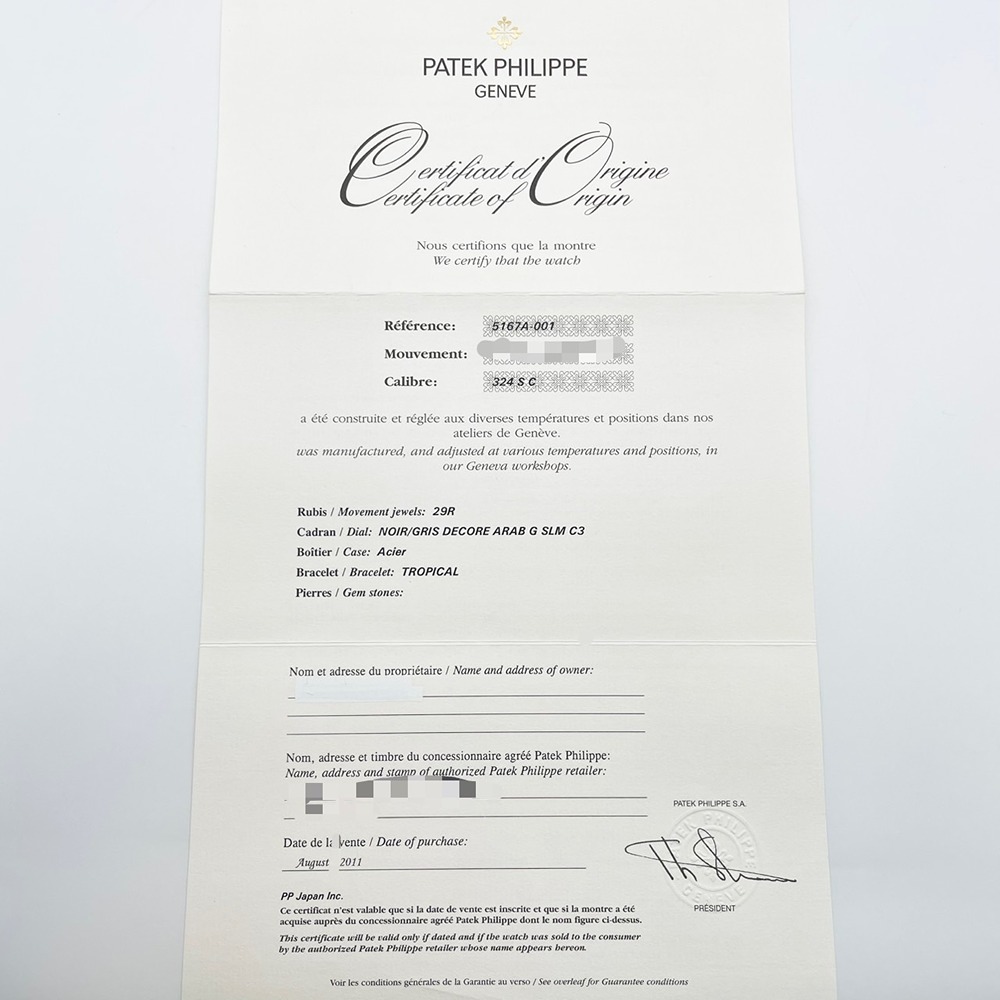 PATEK PHILIPPE
GENEVE
Certificat d'Origine
Certificate of Origin
Nous certifions que la montre
We certify that the watch
Référence: 5167A-001
Mouvement:
Calibre: 324 S C
a été construite et réglée aux diverses températures et positions dans nos
ateliers de Genève.
was manufactured, and adjusted at various temperatures and positions, in
our Geneva workshops.
Rubis / Movement jewels: 29R
Cadran / Dial: NOIR/GRIS DECORE ARAB G SLM C3
Boîtier / Case: Acier
Bracelet / Bracelet: TROPICAL
Pierres / Gem stones:
Nom et adresse du propriétaire / Name and address of owner:
Nom, adresse et timbre du concessionnaire agréé Patek Philippe:
Name, address and stamp of authorized Patek Philippe retailer:
PATEK PHILIPPE S.A.
Date de la vente / Date of purchase:
August 2011
PRÉSIDENT
PP Japan Inc.
Ce certificat n'est valable que si la date de vente est inscrite et que si la montre a été
acquise auprès du concessionnaire agréé Patek Philippe dont le nom figure ci-dessus.
This certificate will be valid only if dated and if the watch was sold to the consumer
by the authorized Patek Philippe retailer whose name appears hereon.
Voir les conditions générales de la Garantie au verso / See overleaf for Guarantee conditions